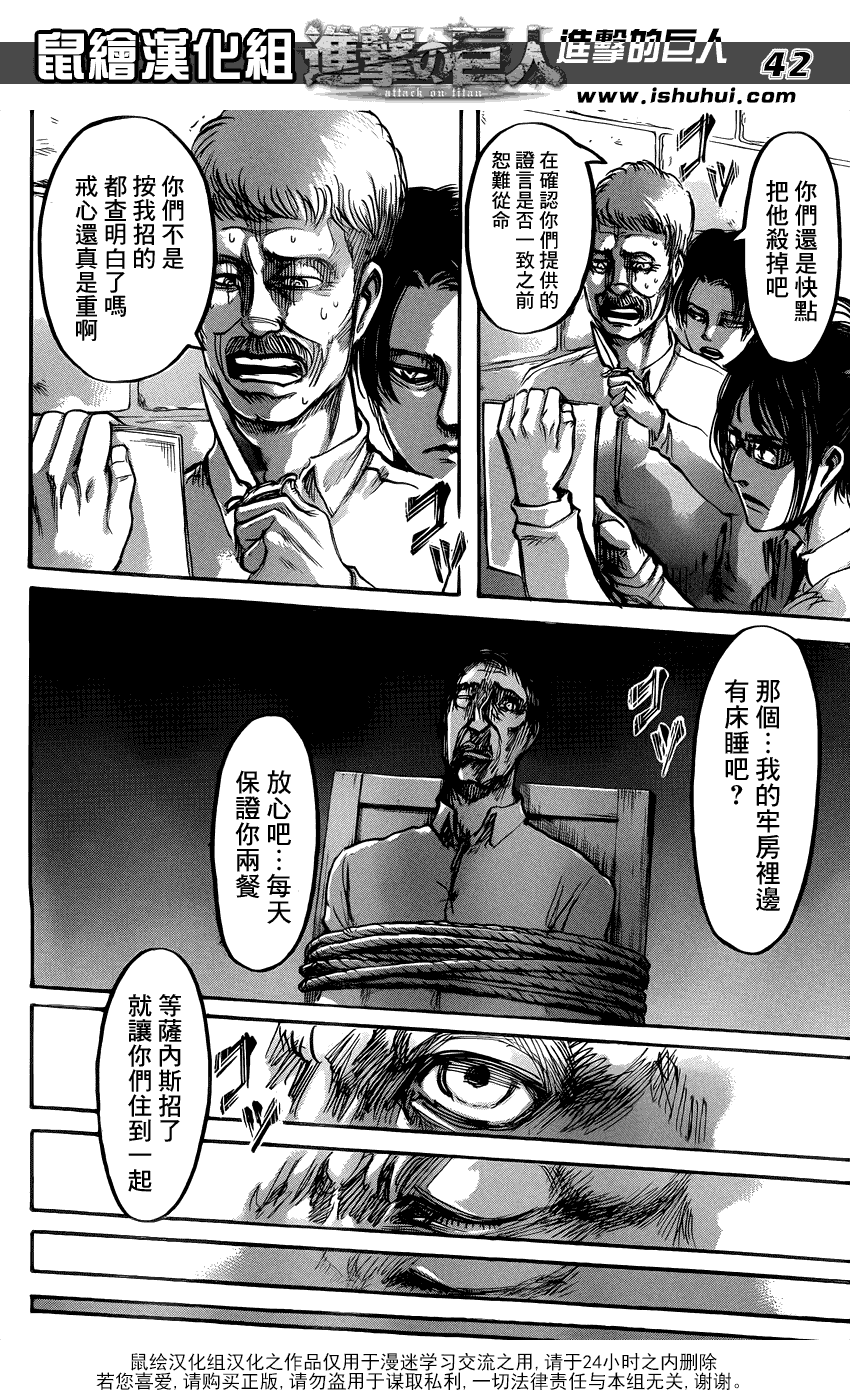 鼠繪漢化組
進撃の巨人
attack on titan
進擊的巨人
42
www.ishuhui.com
你們還是快點
把他殺掉吧
在確認你們提供的
證言是否一致之前
恕難從命
你們不是
按我招的
都查明白了嗎
戒心還真是重啊
コ゛
コ゛
那個…我的牢房裡邊
有床睡吧？
放心吧…每天
保證你兩餐
等薩內斯招了
就讓你們住到一起
鼠绘汉化组汉化之作品仅用于漫迷学习交流之用, 请于24小时之内删除
若您喜爱, 请购买正版, 请勿盗用于谋取私利, 一切法律责任与本组无关, 谢谢.